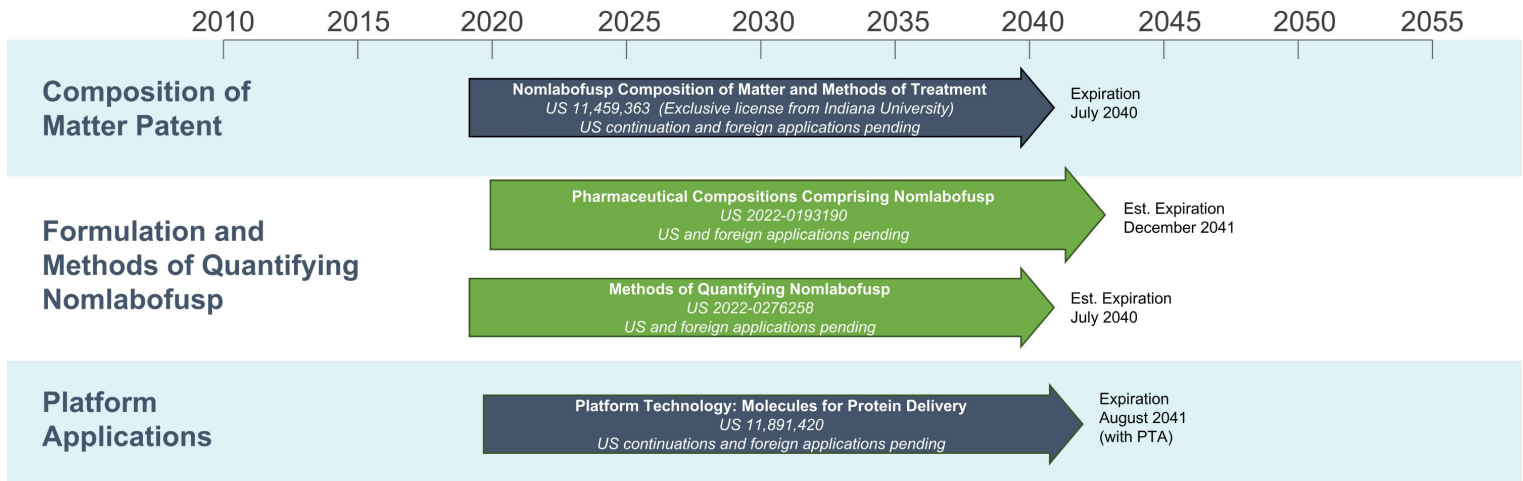 2010 2015 2020 2025 2030 2035 2040 2045 2050 2055
Composition of
Matter Patent
Nomlabofusp Composition of Matter and Methods of Treatment
US 11,459,363  (Exclusive license from Indiana University)
US continuation and foreign applications pending
Expiration
July 2040
Formulation and
Methods of Quantifying
Nomlabofusp
Pharmaceutical Compositions Comprising Nomlabofusp
US 2022-0193190
US and foreign applications pending
Est. Expiration
December 2041
Methods of Quantifying Nomlabofusp
US 2022-0276258
US and foreign applications pending
Est. Expiration
July 2040
Platform
Applications
Platform Technology: Molecules for Protein Delivery
US 11,891,420
US continuations and foreign applications pending
Expiration
August 2041
(with PTA)